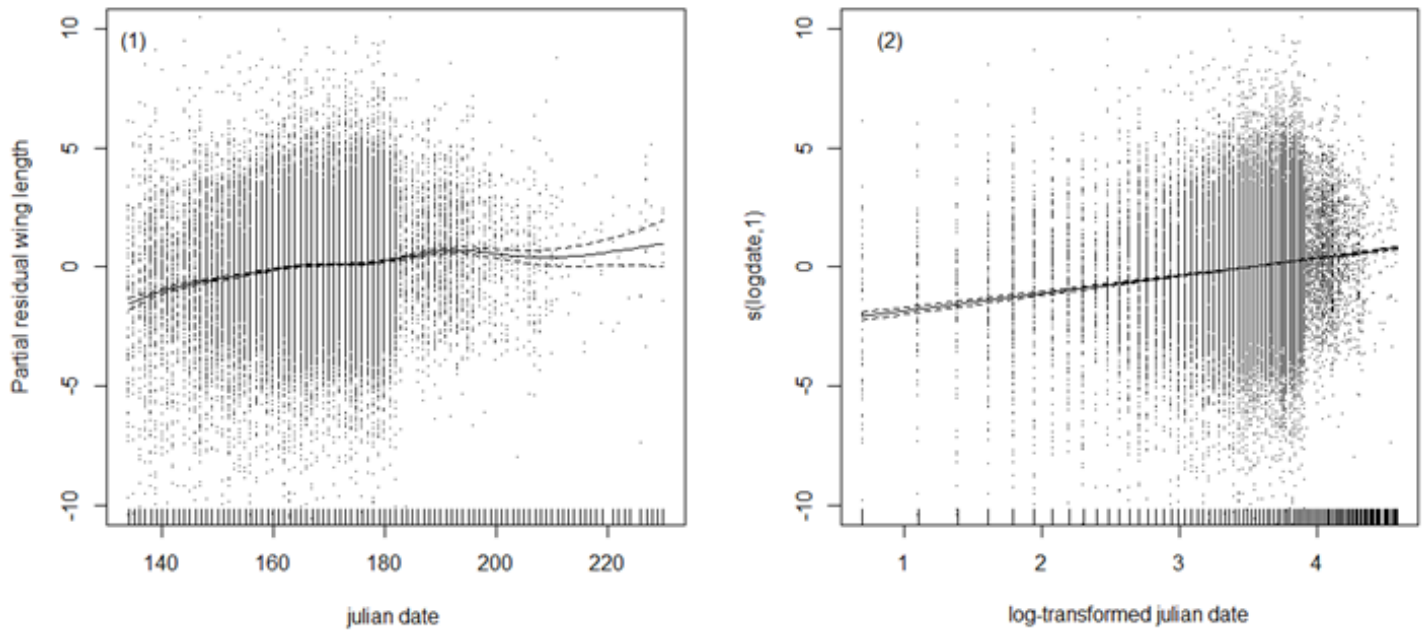 (1)
10
5
0
-5
-10
Partial residual wing length
140 160 180 200 220
julian date
(2)
10
5
0
-5
-10
s(logdate,1)
1 2 3 4
log-transformed julian date